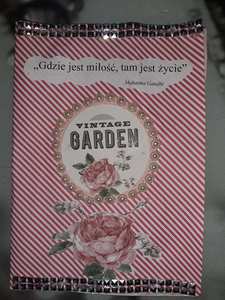 „Gdzie jest miłość, tam jest życie”
Mahatma Gandhi
VINTAGE
GARDEN